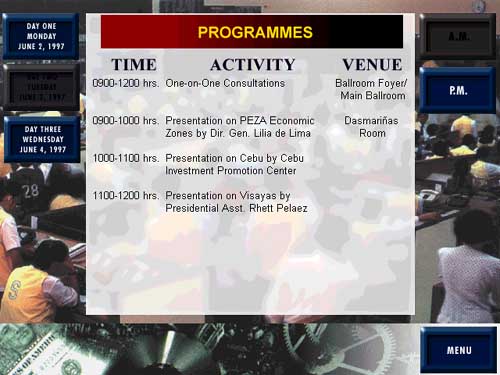 DAY ONE
MONDAY
JUNE 2, 1997
DAY TWO
TUESDAY
JUNE 3, 1997
DAY THREE
WEDNESDAY
JUNE 4, 1997
PROGRAMMES
A.M.
P.M.
TIME ACTIVITY VENUE
0900-1200 hrs. One-on-One Consultations Ballroom Foyer/
Main Ballroom
0900-1000 hrs. Presentation on PEZA Economic Dasmariñas
Zones by Dir. Gen. Lilia de Lima Room
1000-1100 hrs. Presentation on Cebu by Cebu
Investment Promotion Center
1100-1200 hrs. Presentation on Visayas by
Presidential Asst. Rhett Pelaez
28
OF AMERICA
MENU